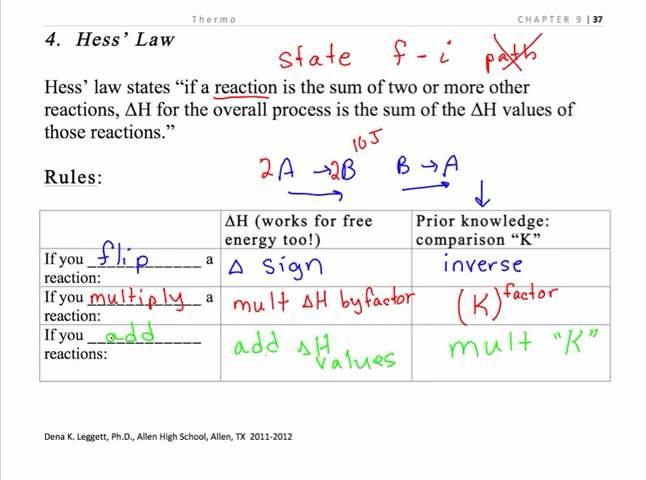 Thermo CHAPTER 9 | 37
4. Hess' Law
state f - i path
Hess' law states "if a reaction is the sum of two or more other
reactions, ΔH for the overall process is the sum of the ΔH values of
those reactions."
10 J
Rules: 2A → 2B B → A
ΔH (works for free
energy too!)
Prior knowledge:
comparison "K"
If you flip a
reaction:
Δ sign
inverse
If you multiply a
reaction:
mult ΔH by factor
(K)^factor
If you add
reactions:
add ΔH
values
mult "K"
Dena K. Leggett, Ph.D., Allen High School, Allen, TX 2011-2012